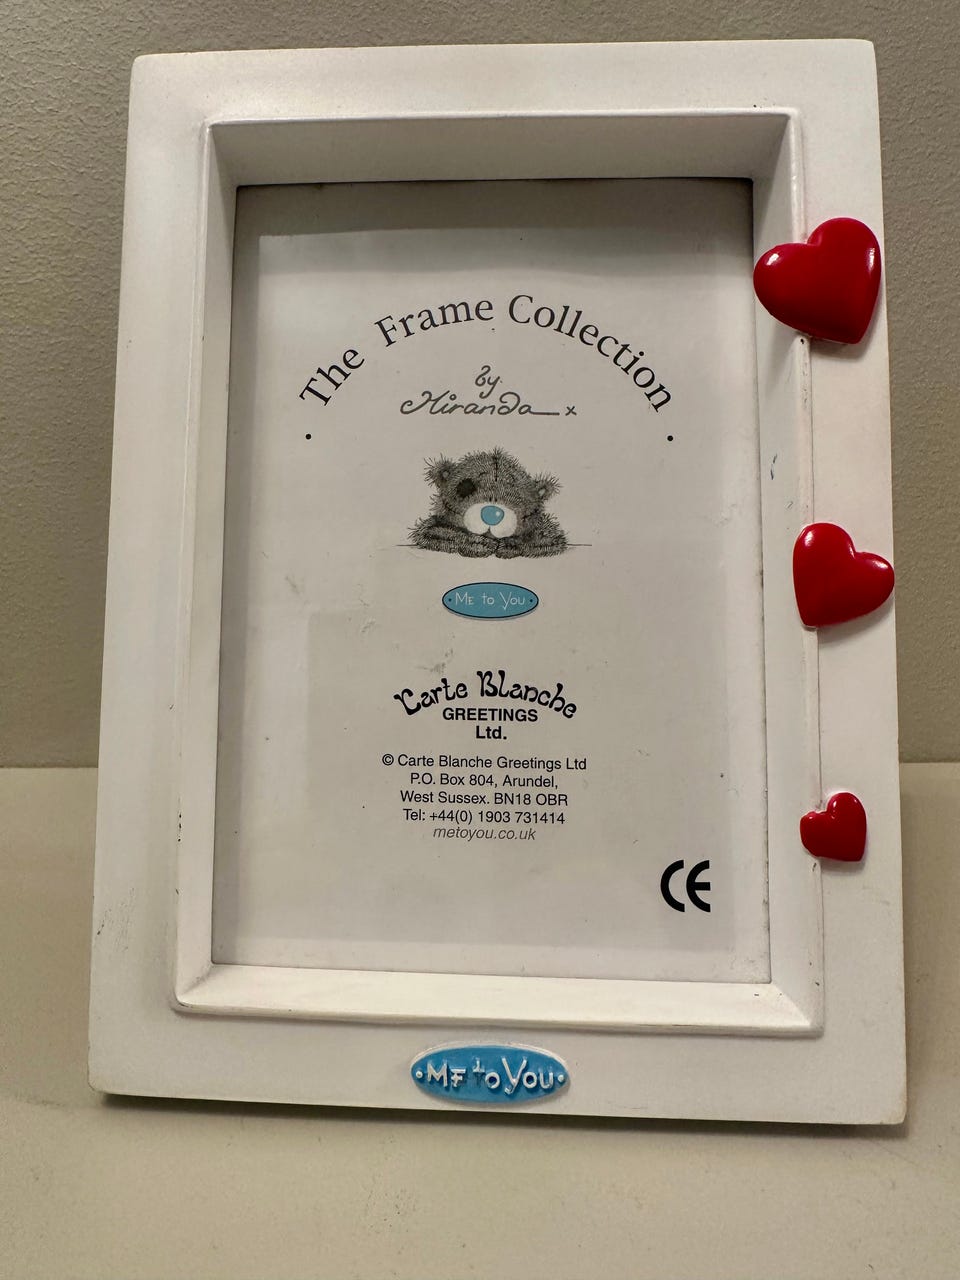 The Frame Collection
by
Miranda x
ME to YOU
Carte Blanche
GREETINGS
Ltd.
© Carte Blanche Greetings Ltd
P.O. Box 804, Arundel,
West Sussex. BN18 OBR
Tel: +44(0) 1903 731414
metoyou.co.uk
CE
ME to YOU